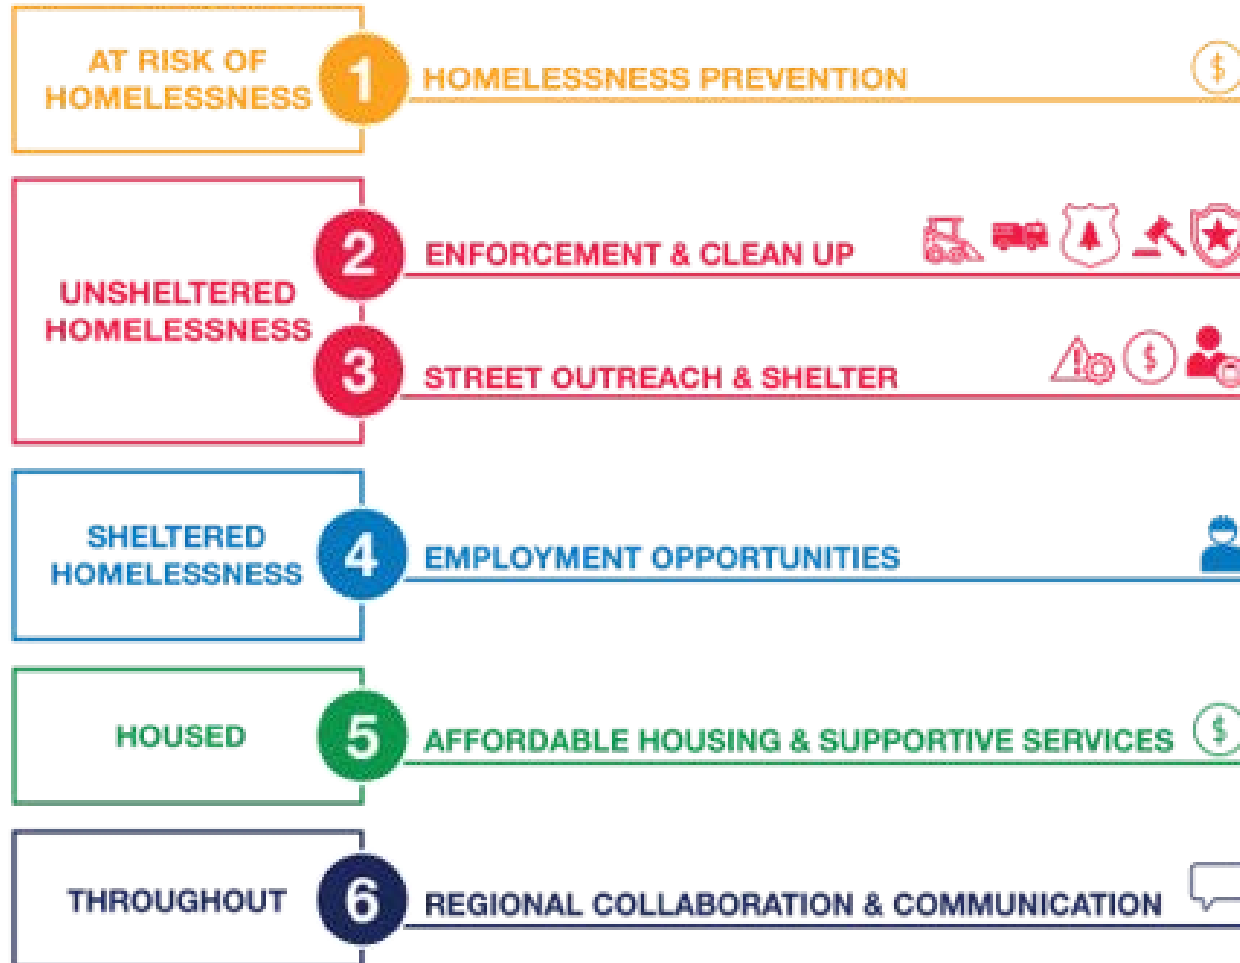 AT RISK OF
HOMELESSNESS
1
HOMELESSNESS PREVENTION
$
UNSHELTERED
HOMELESSNESS
2
ENFORCEMENT & CLEAN UP
3
STREET OUTREACH & SHELTER
$
SHELTERED
HOMELESSNESS
4
EMPLOYMENT OPPORTUNITIES
HOUSED
5
AFFORDABLE HOUSING & SUPPORTIVE SERVICES
$
THROUGHOUT
6
REGIONAL COLLABORATION & COMMUNICATION